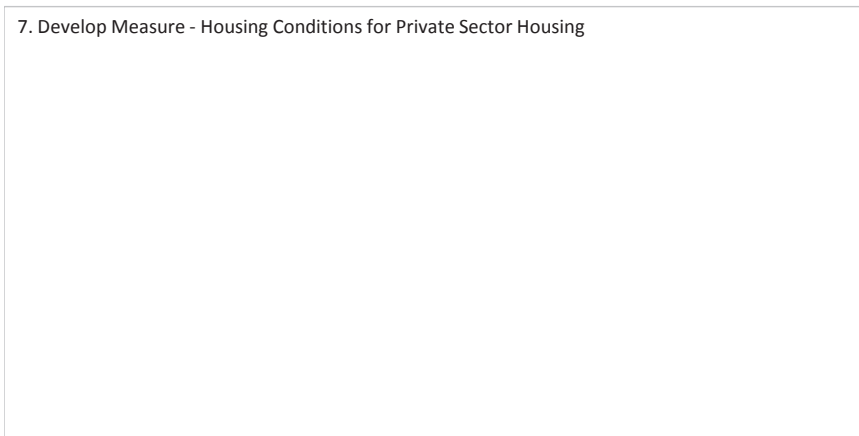 7. Develop Measure - Housing Conditions for Private Sector Housing